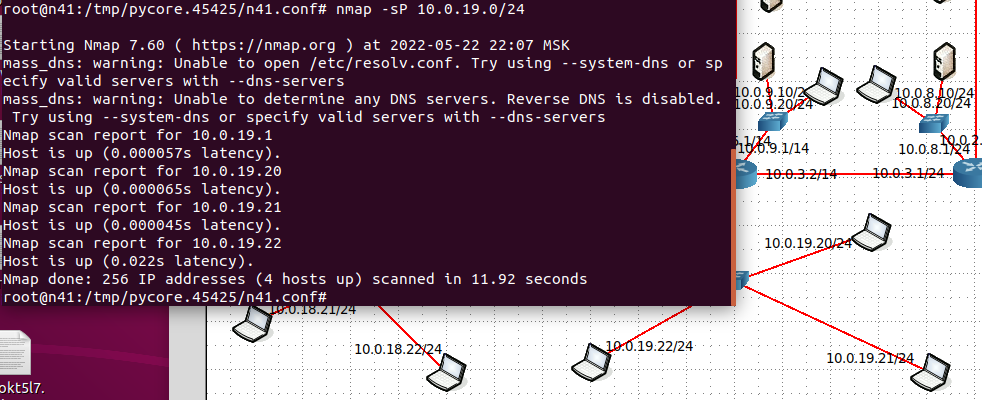 root@n41:/tmp/pycore.45425/n41.conf# nmap -sP 10.0.19.0/24
Starting Nmap 7.60 ( https://nmap.org ) at 2022-05-22 22:07 MSK
mass_dns: warning: Unable to open /etc/resolv.conf. Try using --system-dns or sp
ecify valid servers with --dns-servers
mass_dns: warning: Unable to determine any DNS servers. Reverse DNS is disabled.
 Try using --system-dns or specify valid servers with --dns-servers
Nmap scan report for 10.0.19.1
Host is up (0.000057s latency).
Nmap scan report for 10.0.19.20
Host is up (0.000065s latency).
Nmap scan report for 10.0.19.21
Host is up (0.000045s latency).
Nmap scan report for 10.0.19.22
Host is up (0.022s latency).
Nmap done: 256 IP addresses (4 hosts up) scanned in 11.92 seconds
root@n41:/tmp/pycore.45425/n41.conf#
10.0.9.10/2
10.0.9.20/24
10.0.8.10/24
10.0.8.20/24
10.0.9.1/14
10.0.8.1/24
10.0.2.
10.0.3.2/14
10.0.3.1/24
10.0.19.20/24
10.0.18.21/24
10.0.18.22/24
10.0.19.22/24
10.0.19.21/24
okt5l7.